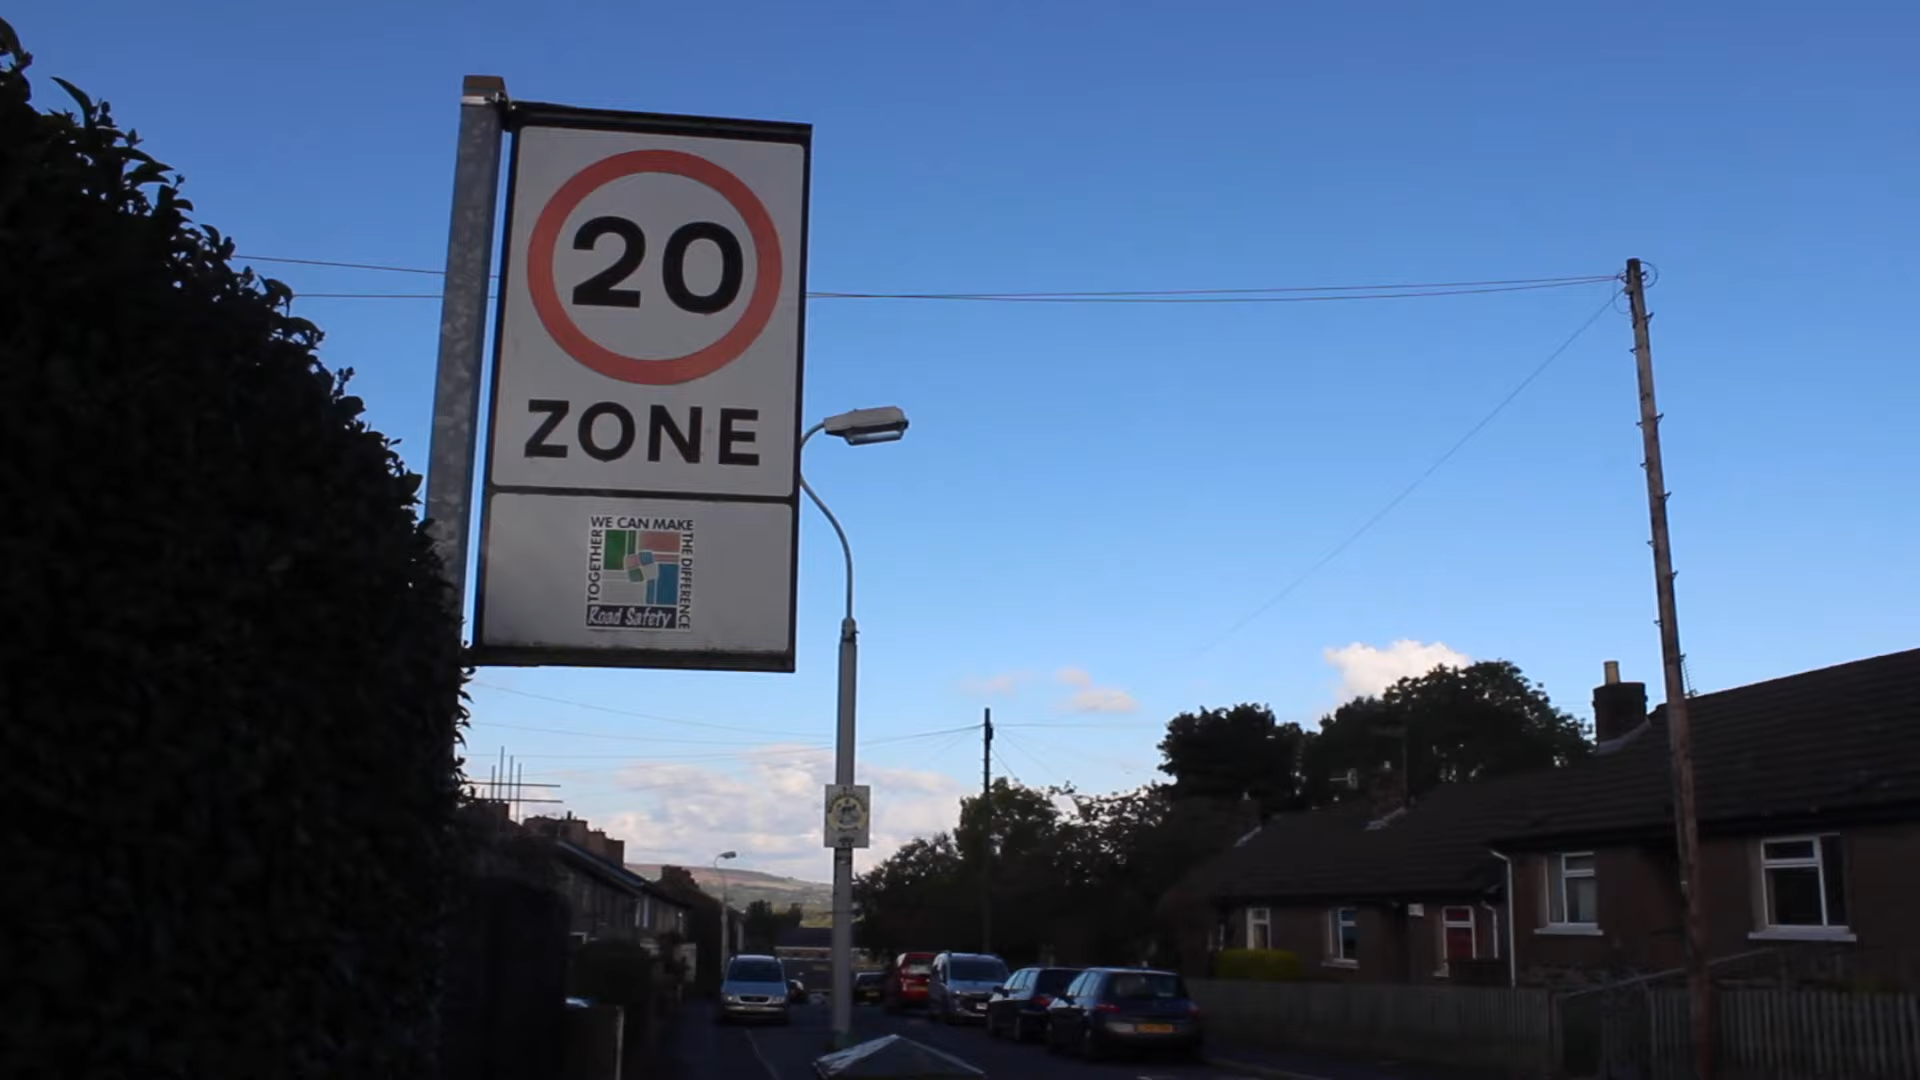 20
ZONE
WE CAN MAKE
TOGETHER
THE DIFFERENCE
Road Safety